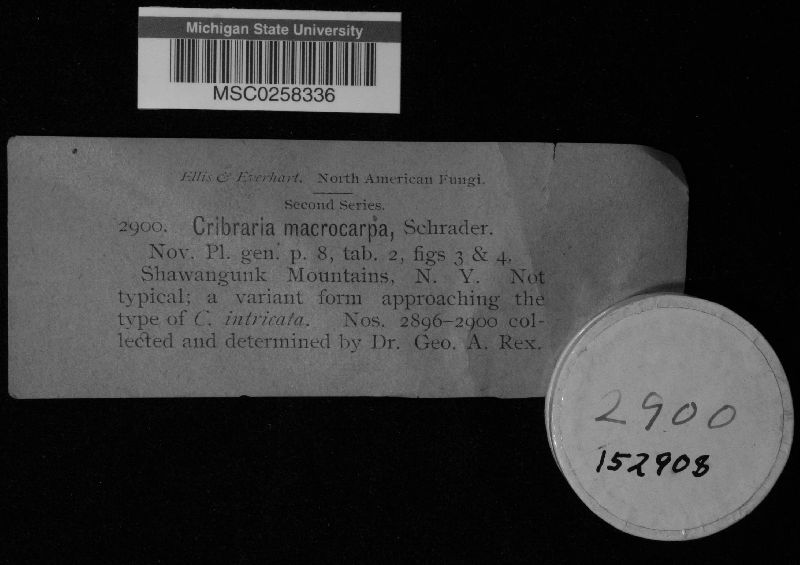 Michigan State University
MSC0258336
Ellis & Everhart. North American Fungi.
Second Series.
2900. Cribraria macrocarpa, Schrader.
Nov. Pl. gen. p. 8, tab. 2, figs 3 & 4.
Shawangunk Mountains, N. Y. Not
typical; a variant form approaching the
type of C. intricata. Nos. 2896–2900 col-
lected and determined by Dr. Geo. A. Rex.
2900
152908